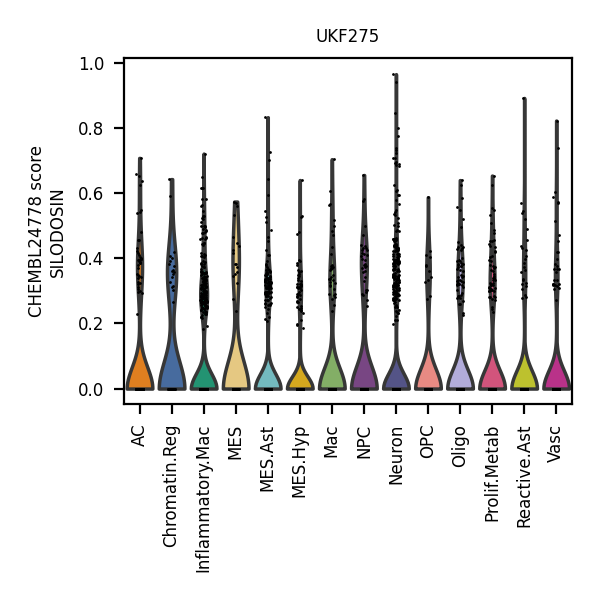 UKF275
CHEMBL24778 score
SILODOSIN
1.0
0.8
0.6
0.4
0.2
0.0
AC
Chromatin.Reg
Inflammatory.Mac
MES
MES.Ast
MES.Hyp
Mac
NPC
Neuron
OPC
Oligo
Prolif.Metab
Reactive.Ast
Vasc